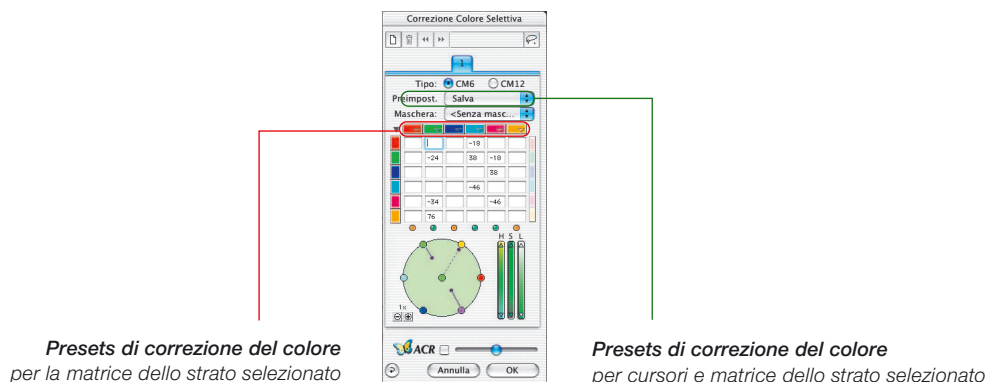 Correzione Colore Selettiva
1
Tipo: CM6 CM12
Preimpost. Salva
Maschera: <Senza masc...
-18
-24 38 -18
38
-46
-34 -46
76
H S L
1x
ACR
Annulla OK
Presets di correzione del colore
per la matrice dello strato selezionato
Presets di correzione del colore
per cursori e matrice dello strato selezionato